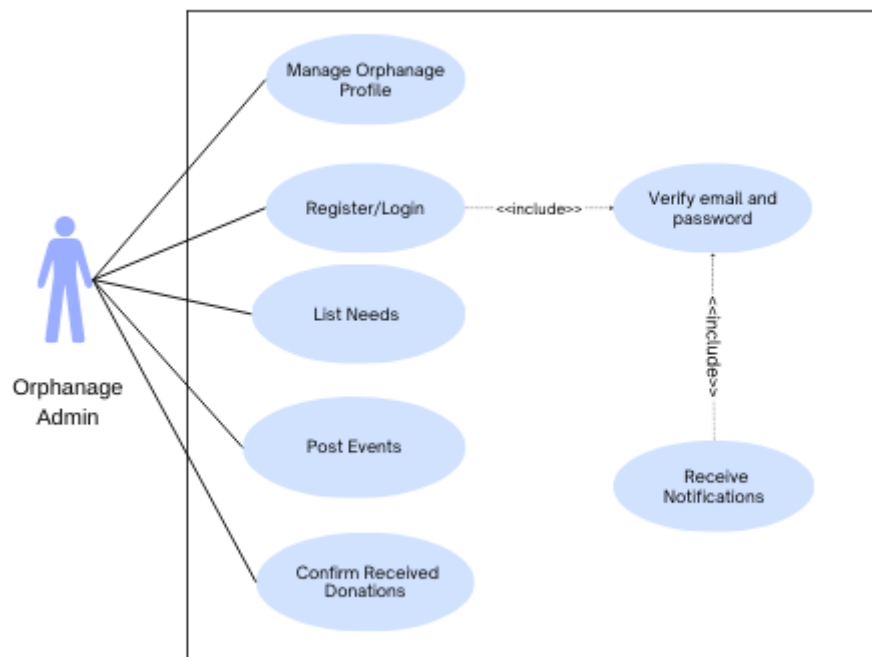 Manage Orphanage
Profile
Register/Login
<<include>>
Verify email and
password
List Needs
<<include>>
Orphanage
Admin
Post Events
Receive
Notifications
Confirm Received
Donations